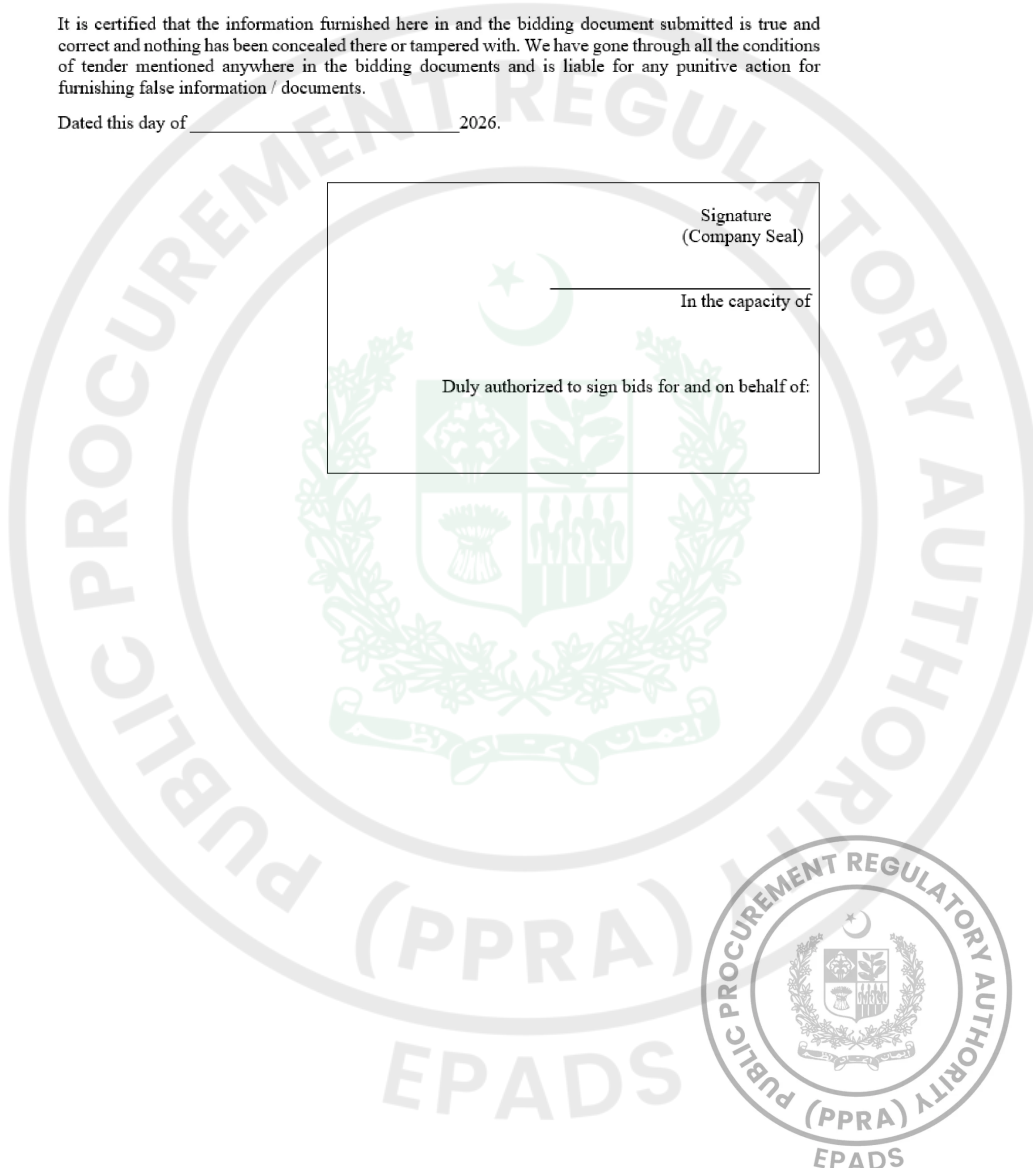 It is certified that the information furnished here in and the bidding document submitted is true and
correct and nothing has been concealed there or tampered with. We have gone through all the conditions
of tender mentioned anywhere in the bidding documents and is liable for any punitive action for
furnishing false information / documents.
Dated this day of ______________________________2026.
Signature
(Company Seal)
In the capacity of
Duly authorized to sign bids for and on behalf of:
PUBLIC PROCUREMENT REGULATORY AUTHORITY
(PPRA)
EPADS
PUBLIC PROCUREMENT REGULATORY AUTHORITY
(PPRA)
EPADS